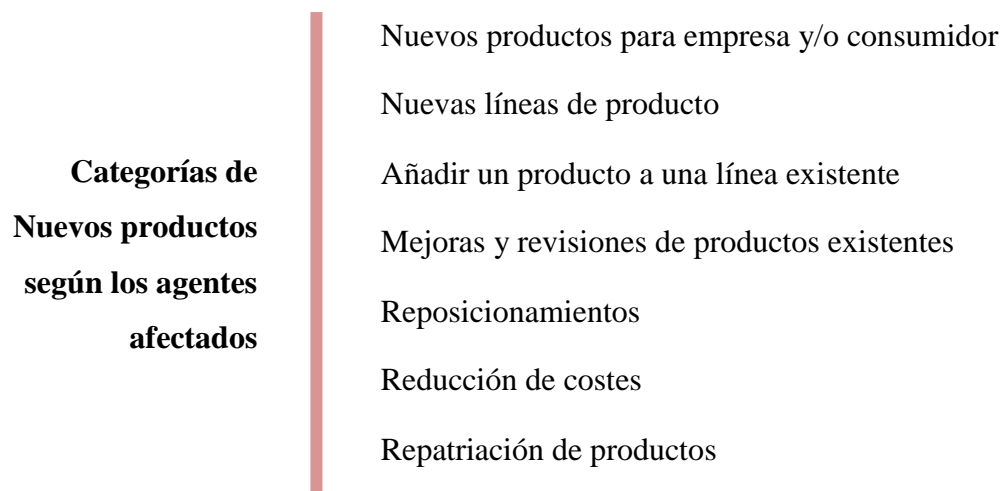 Categorías de
Nuevos productos
según los agentes
afectados
Nuevos productos para empresa y/o consumidor
Nuevas líneas de producto
Añadir un producto a una línea existente
Mejoras y revisiones de productos existentes
Reposicionamientos
Reducción de costes
Repatriación de productos